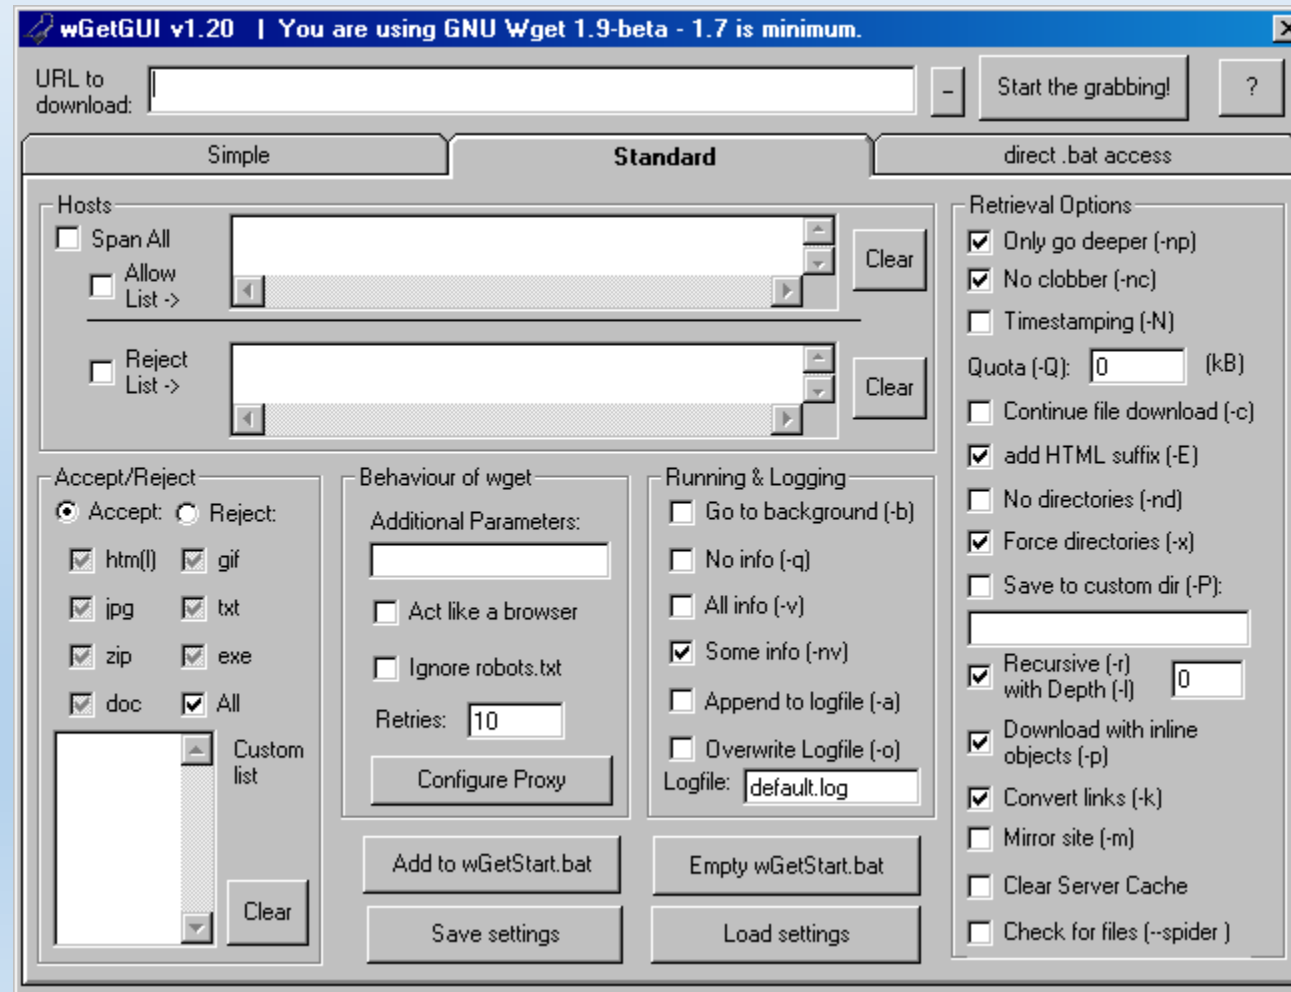 wGetGUI v1.20 | You are using GNU Wget 1.9-beta - 1.7 is minimum.
URL to
download:
-
Start the grabbing!
?
Simple
Standard
direct .bat access
Hosts
Span All
Allow
List ->
Clear
Reject
List ->
Clear
Accept/Reject
Accept: Reject:
htm(l) gif
jpg txt
zip exe
doc All
Custom
list
Clear
Behaviour of wget
Additional Parameters:
Act like a browser
Ignore robots.txt
Retries: 10
Configure Proxy
Running & Logging
Go to background (-b)
No info (-q)
All info (-v)
Some info (-nv)
Append to logfile (-a)
Overwrite Logfile (-o)
Logfile: default.log
Add to wGetStart.bat
Empty wGetStart.bat
Save settings
Load settings
Retrieval Options
Only go deeper (-np)
No clobber (-nc)
Timestamping (-N)
Quota (-Q): 0 (kB)
Continue file download (-c)
add HTML suffix (-E)
No directories (-nd)
Force directories (-x)
Save to custom dir (-P):
Recursive (-r)
with Depth (-l) 0
Download with inline
objects (-p)
Convert links (-k)
Mirror site (-m)
Clear Server Cache
Check for files (--spider )